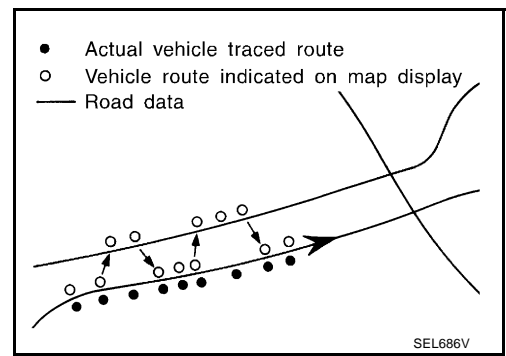 Actual vehicle traced route
Vehicle route indicated on map display
Road data
SEL686V